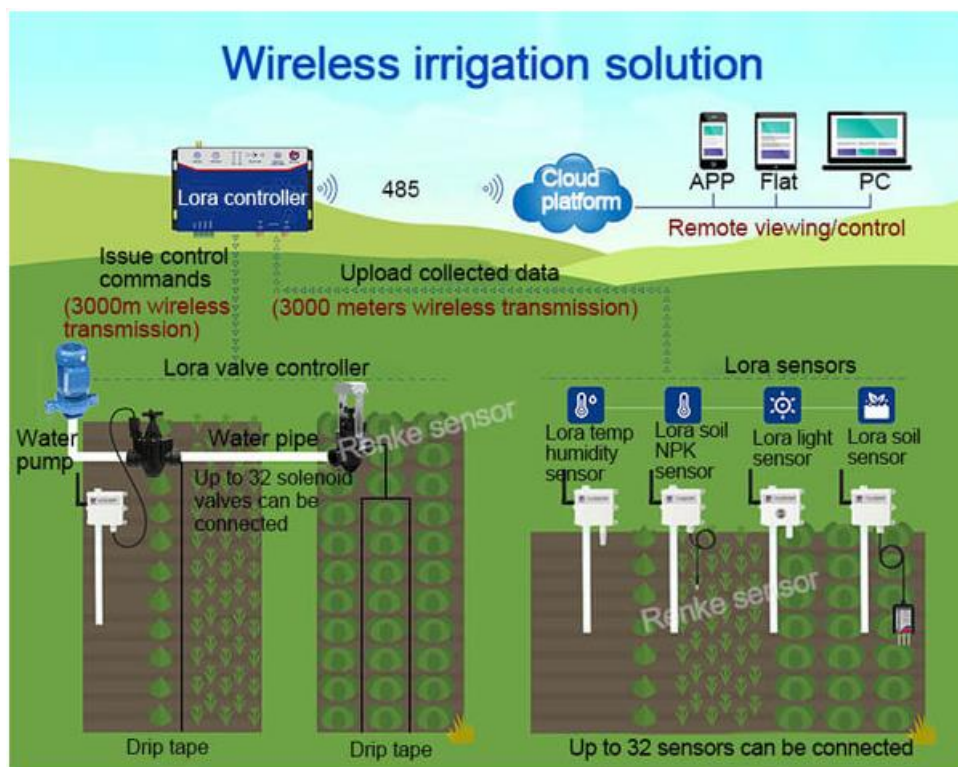 Wireless irrigation solution
Lora controller
485
Cloud
platform
APP
Flat
PC
Remote viewing/control
Issue control
commands
(3000m wireless
transmission)
Upload collected data
(3000 meters wireless transmission)
Lora valve controller
Lora sensors
Water
pump
Water pipe
Up to 32 solenoid
valves can be
connected
Renke sensor
Lora temp
humidity
sensor
Lora soil
NPK
sensor
Lora light
sensor
Lora soil
sensor
Renke sensor
Drip tape
Drip tape
Up to 32 sensors can be connected